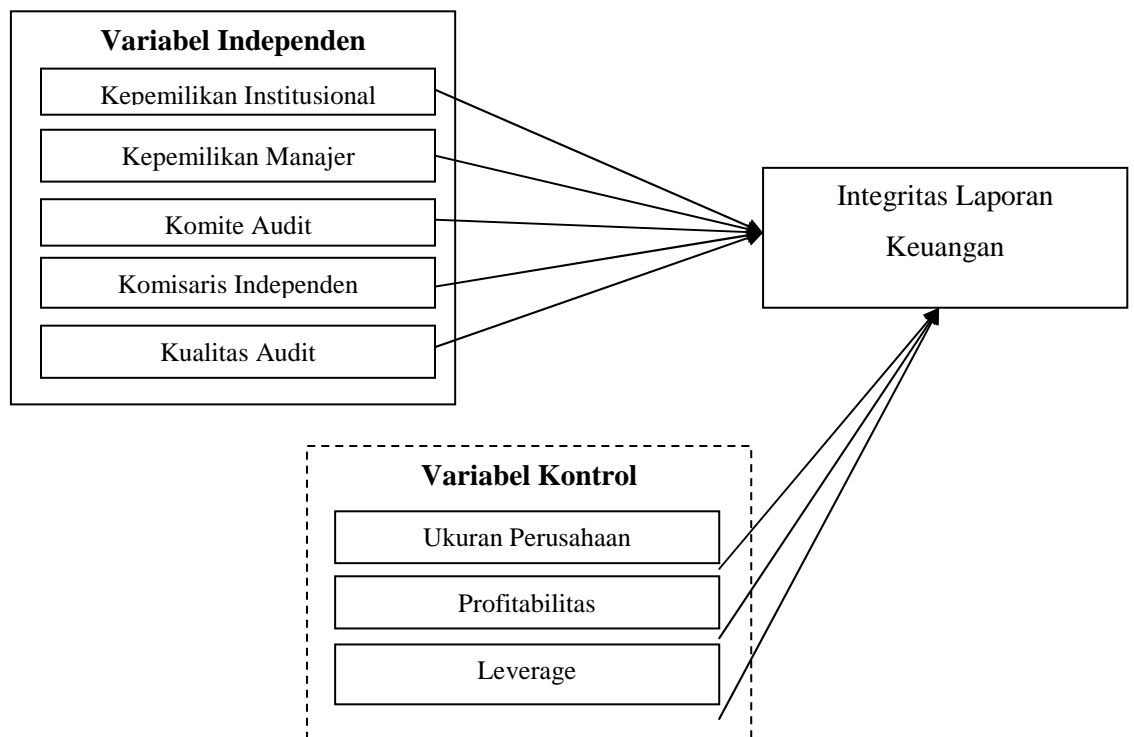 Variabel Independen
Kepemilikan Institusional
Kepemilikan Manajer
Komite Audit
Komisaris Independen
Kualitas Audit
Integritas Laporan
Keuangan
Variabel Kontrol
Ukuran Perusahaan
Profitabilitas
Leverage